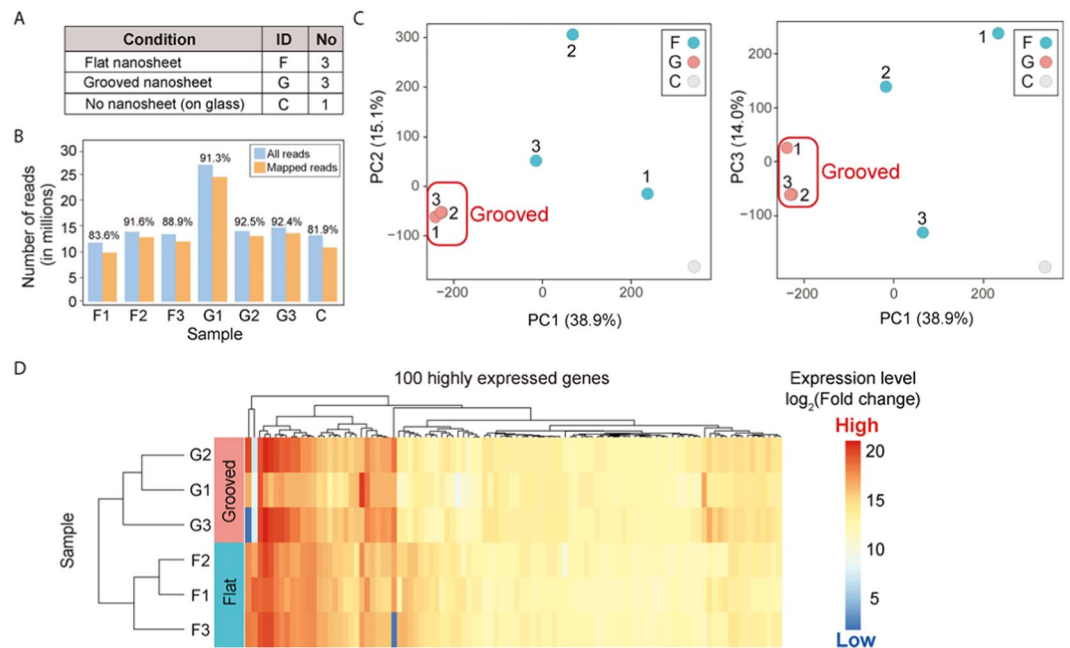 A
Condition ID No
Flat nanosheet F 3
Grooved nanosheet G 3
No nanosheet (on glass) C 1
B
Number of reads
(in millions)
30
25
20
15
10
5
0
All reads
Mapped reads
83.6%
91.6%
88.9%
91.3%
92.5%
92.4%
81.9%
F1 F2 F3 G1 G2 G3 C
Sample
C
PC2 (15.1%)
300
200
100
0
−100
F
G
C
2
3
1
3
2
1
Grooved
−200 0 200
PC1 (38.9%)
PC3 (14.0%)
200
100
0
−100
F
G
C
1
2
1
3
2
3
Grooved
−200 0 200
PC1 (38.9%)
D
100 highly expressed genes
Sample
G2
G1
G3
F2
F1
F3
Grooved
Flat
Expression level
log2(Fold change)
High
20
15
10
5
Low